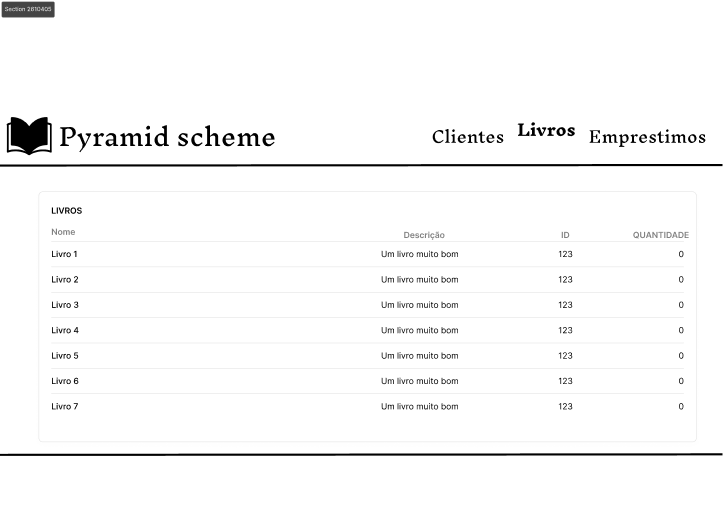 Section 2610405
Pyramid scheme
Clientes Livros Emprestimos
LIVROS
Nome Descrição ID QUANTIDADE
Livro 1 Um livro muito bom 123 0
Livro 2 Um livro muito bom 123 0
Livro 3 Um livro muito bom 123 0
Livro 4 Um livro muito bom 123 0
Livro 5 Um livro muito bom 123 0
Livro 6 Um livro muito bom 123 0
Livro 7 Um livro muito bom 123 0